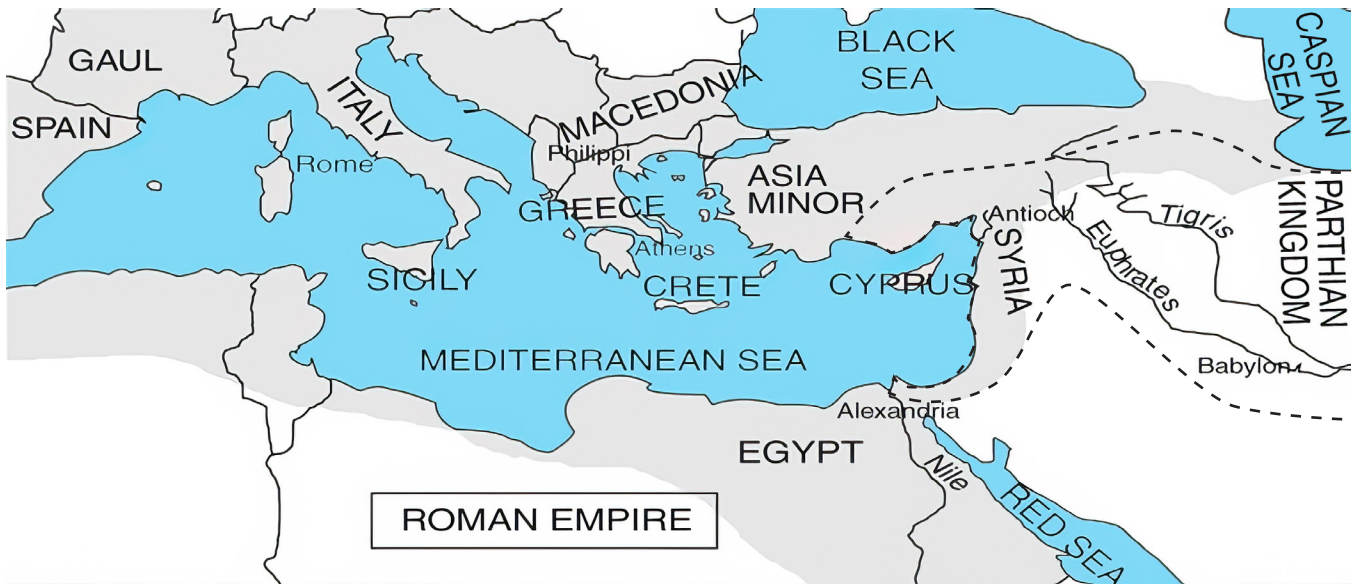 BLACK
SEA
CASPIAN
SEA
GAUL
MACEDONIA
ITALY
SPAIN
Philippi
Rome
ASIA
MINOR
PARTHIAN
KINGDOM
GREECE
Antioch
Tigris
Athens
Euphrates
SYRIA
SICILY
CRETE
CYPRUS
MEDITERRANEAN SEA
Babylon
Alexandria
EGYPT
Nile
RED SEA
ROMAN EMPIRE